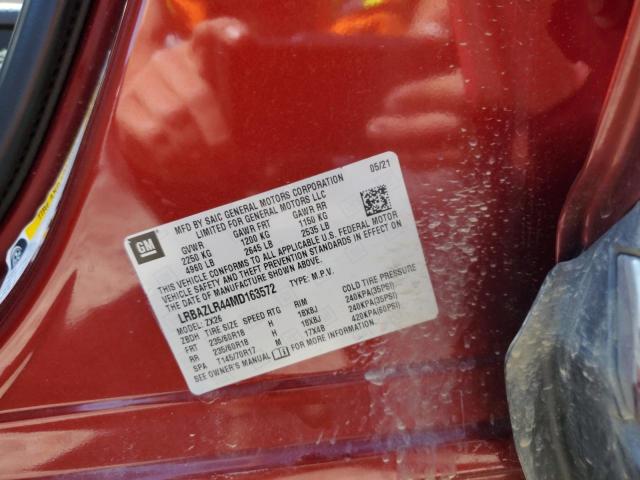 GM
MFD BY SAIC GENERAL MOTORS CORPORATION 05/21
LIMITED FOR GENERAL MOTORS LLC
GVWR GAWR FRT GAWR RR
2250 KG 1200 KG 1150 KG
4960 LB 2645 LB 2535 LB
THIS VEHICLE CONFORMS TO ALL APPLICABLE U.S. FEDERAL MOTOR
VEHICLE SAFETY AND THEFT PREVENTION STANDARDS IN EFFECT ON
THE DATE OF MANUFACTURE SHOWN ABOVE.
LRBAZLR44MD163572 TYPE: M.P.V.
MODEL: ZX26
ZBDH TIRE SIZE SPEED RTG RIM COLD TIRE PRESSURE
FRT 235/60R18 H 18X8J 240KPA(35PSI)
RR 235/60R18 H 18X8J 240KPA(35PSI)
SPA T145/70R17 M 17X4B 420KPA(60PSI)
SEE OWNER'S MANUAL FOR MORE INFORMATION.